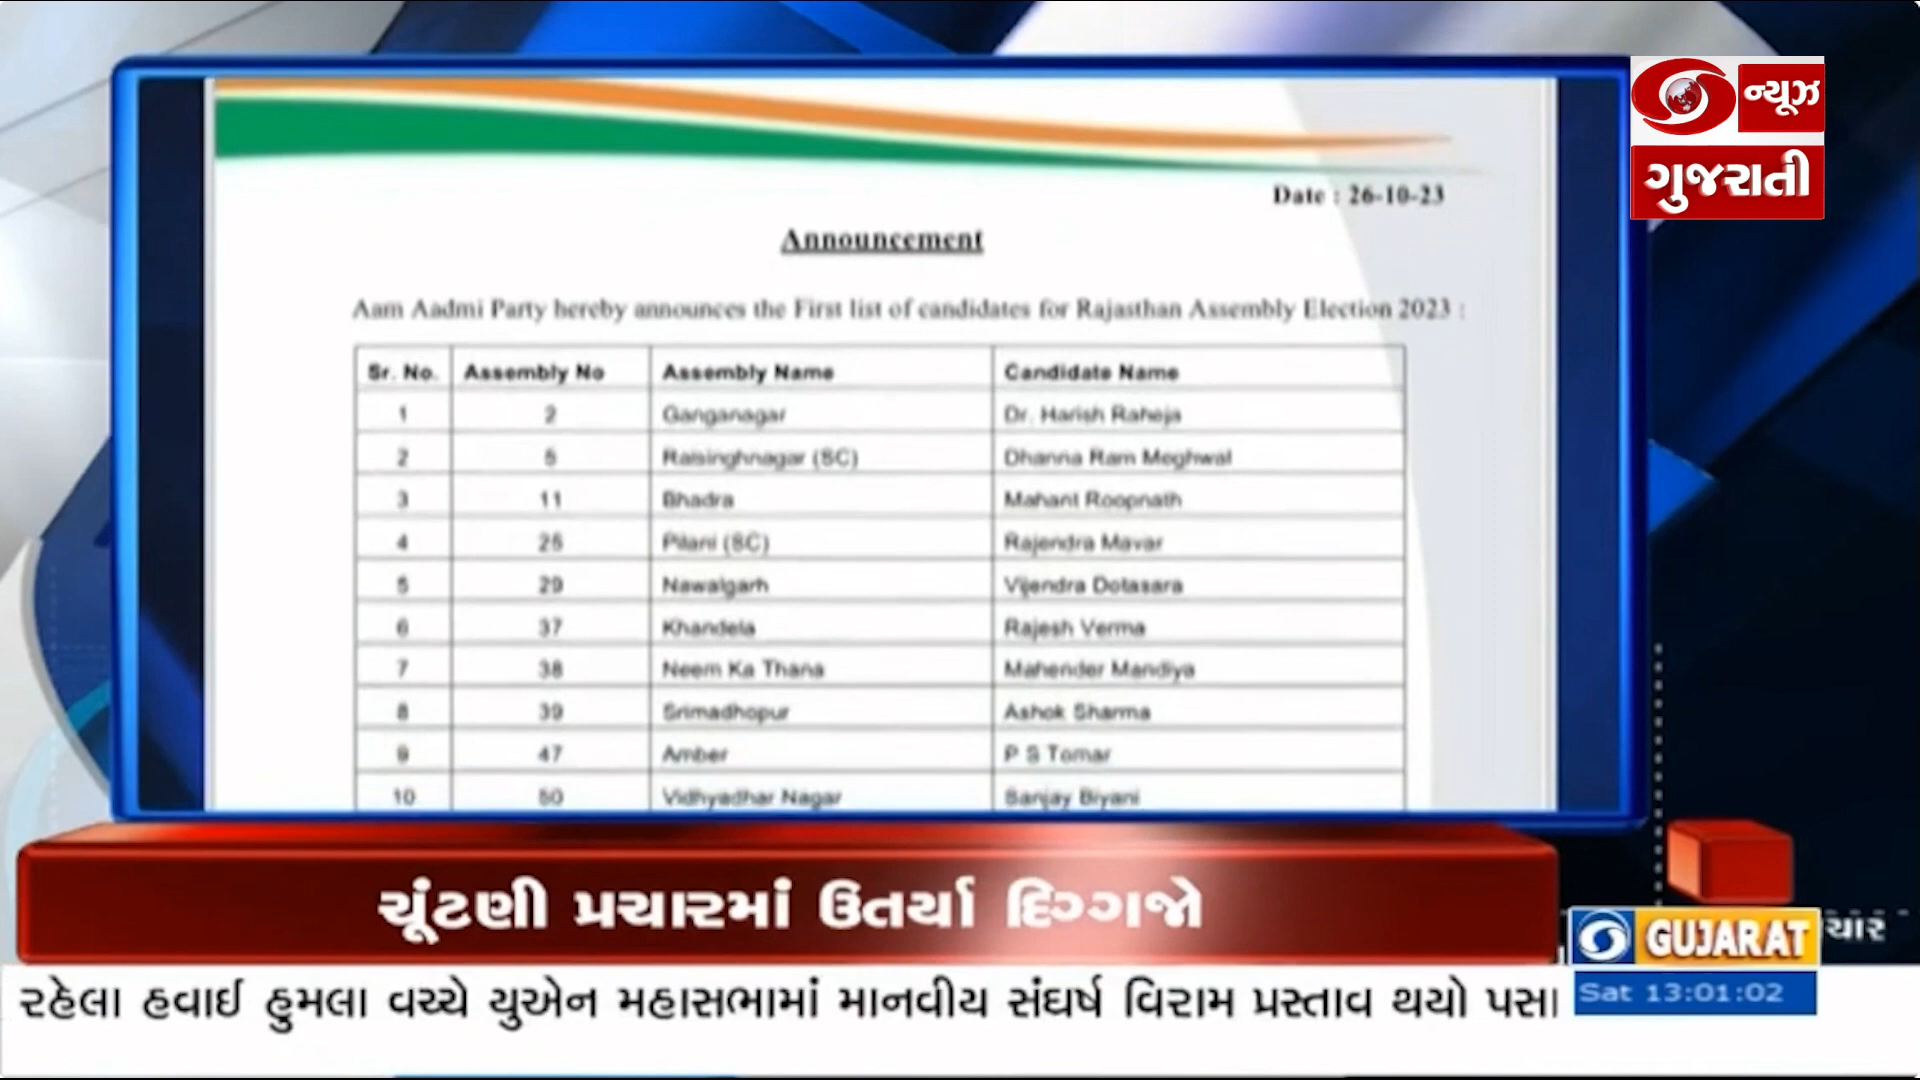 ન્યૂઝ
ગુજરાતી
Date : 26-10-23
Announcement
Aam Aadmi Party hereby announces the First list of candidates for Rajasthan Assembly Election 2023 :
Sr. No. Assembly No Assembly Name Candidate Name
1 2 Ganganagar Dr. Harish Raheja
2 5 Raisinghnagar (SC) Dhanna Ram Meghwal
3 11 Bhadra Mahant Roopnath
4 Pilani (SC) Rajendra Mavar
5 29 Nawalgarh Vijendra Dotasara
6 37 Khandela Rajesh Verma
7 38 Neem Ka Thana Mahender Mandiya
8 39 Srimadhopur Ashok Sharma
9 47 Amber P S Tomar
10 50 Vidhyadhar Nagar Sanjay Biyani
ચૂંટણી પ્રચારમાં ઉતર્યા દિગ્ગજો
GUJARAT
ચાર
રહેલા હવાઈ હુમલા વચ્ચે યુએન મહાસભામાં માનવીય સંઘર્ષ વિરામ પ્રસ્તાવ થયો પસા
Sat 13:01:02